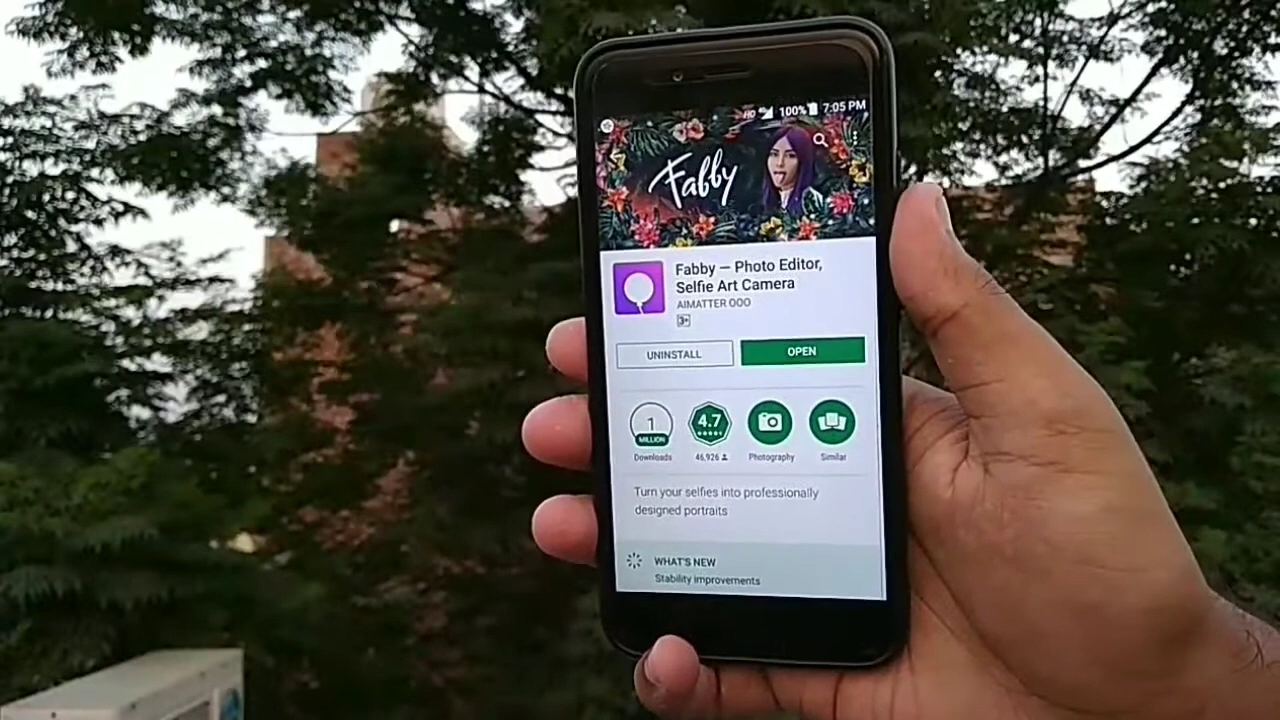 HD 100% 7:05 PM
Fabby
Fabby — Photo Editor,
Selfie Art Camera
AIMATTER OOO
3+
UNINSTALL
OPEN
1
MILLION
Downloads
4.7
46,926
Photography
Similar
Turn your selfies into professionally
designed portraits
WHAT'S NEW
Stability improvements